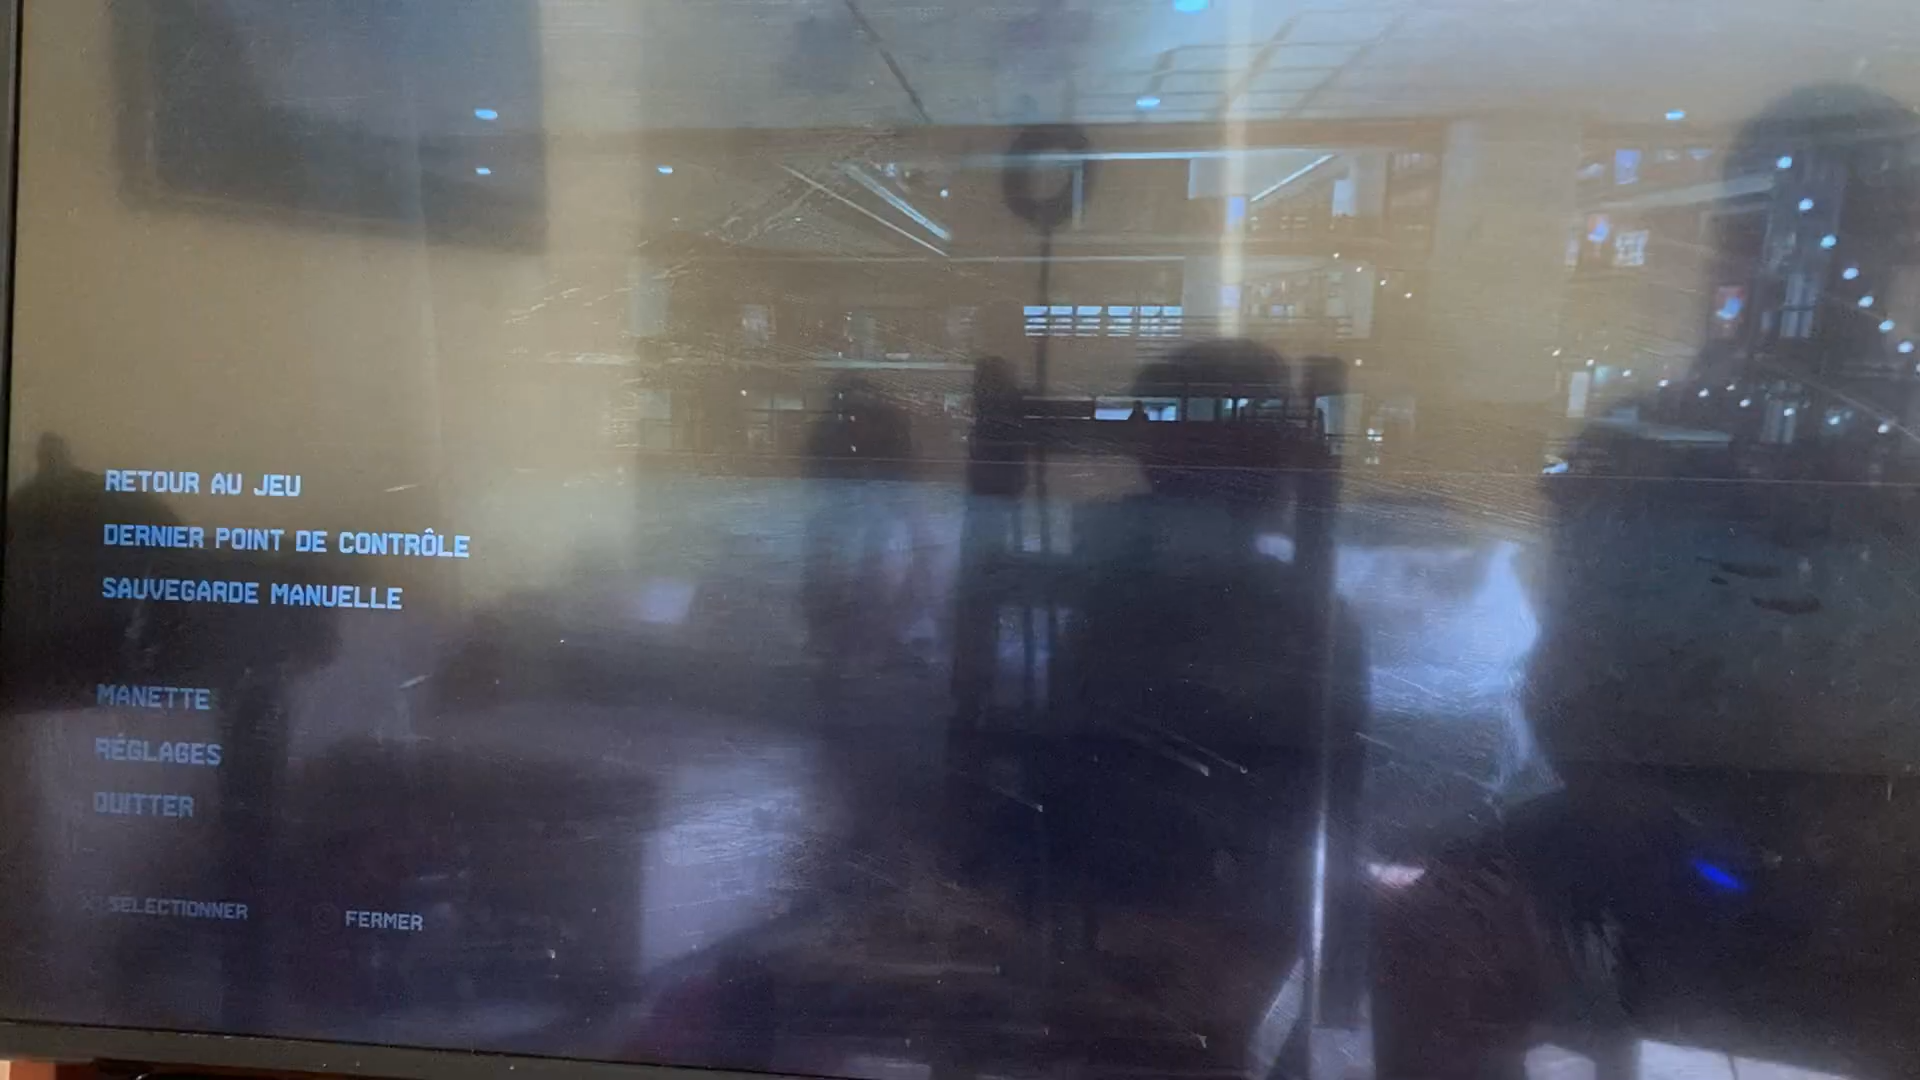 RETOUR AU JEU
DERNIER POINT DE CONTRÔLE
SAUVEGARDE MANUELLE
MANETTE
RÉGLAGES
QUITTER
SÉLECTIONNER
FERMER